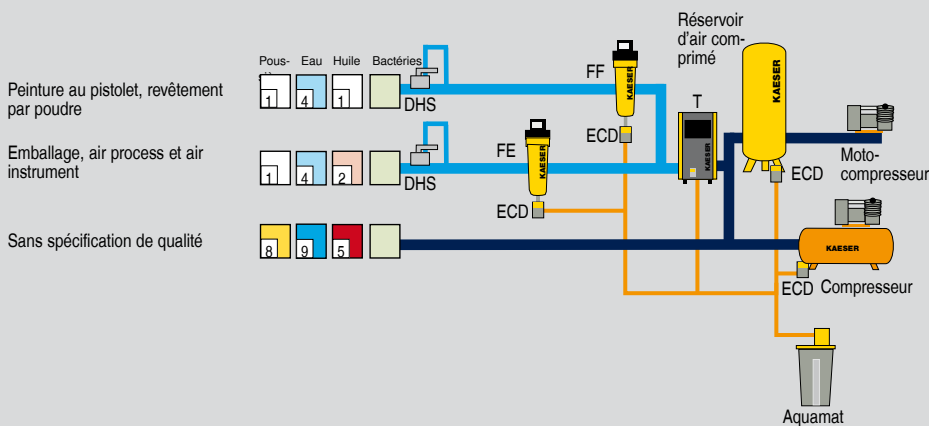 Réservoir
d'air com-
primé
Pous-
Eau
Huile
Bactéries
Peinture au pistolet, revêtement
par poudre
1
4
1
DHS
FF
KAESER
ECD
T
KAESER
KAESER
ECD
Moto-
compresseur
Emballage, air process et air
instrument
1
4
2
DHS
FE
KAESER
ECD
Sans spécification de qualité
8
9
5
KAESER
ECD
Compresseur
Aquamat